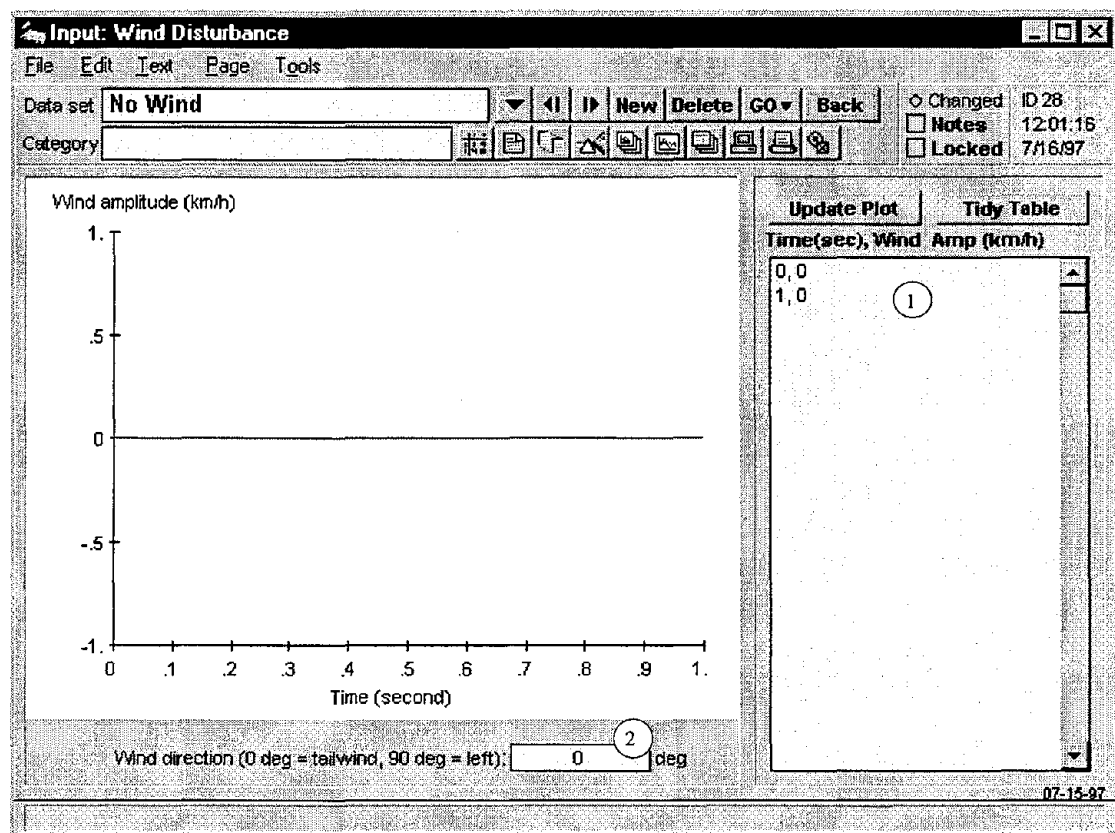 Input: Wind Disturbance
File Edit Text Page Tools
Data set No Wind New Delete GO Back Changed ID 28
Notes 12:01:16
Category Locked 7/16/97
Wind amplitude (km/h)
1.
.5
0
-.5
-1.
0 .1 .2 .3 .4 .5 .6 .7 .8 .9 1.
Time (second)
Wind direction (0 deg = tailwind, 90 deg = left): 0 2 deg
Update Plot Tidy Table
Time(sec), Wind Amp (km/h)
0, 0
1, 0 1
07-15-97